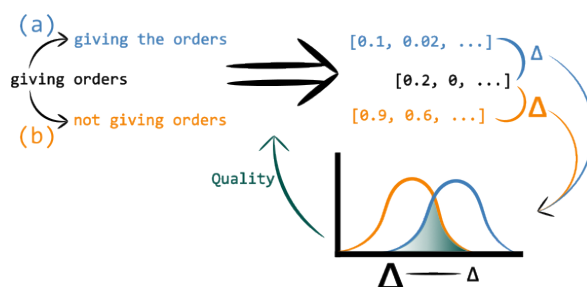 (a)
giving the orders
giving orders
(b)
not giving orders
[0.1, 0.02, ...]
[0.2, 0, ...]
[0.9, 0.6, ...]
Δ
Δ
Quality
Δ
Δ